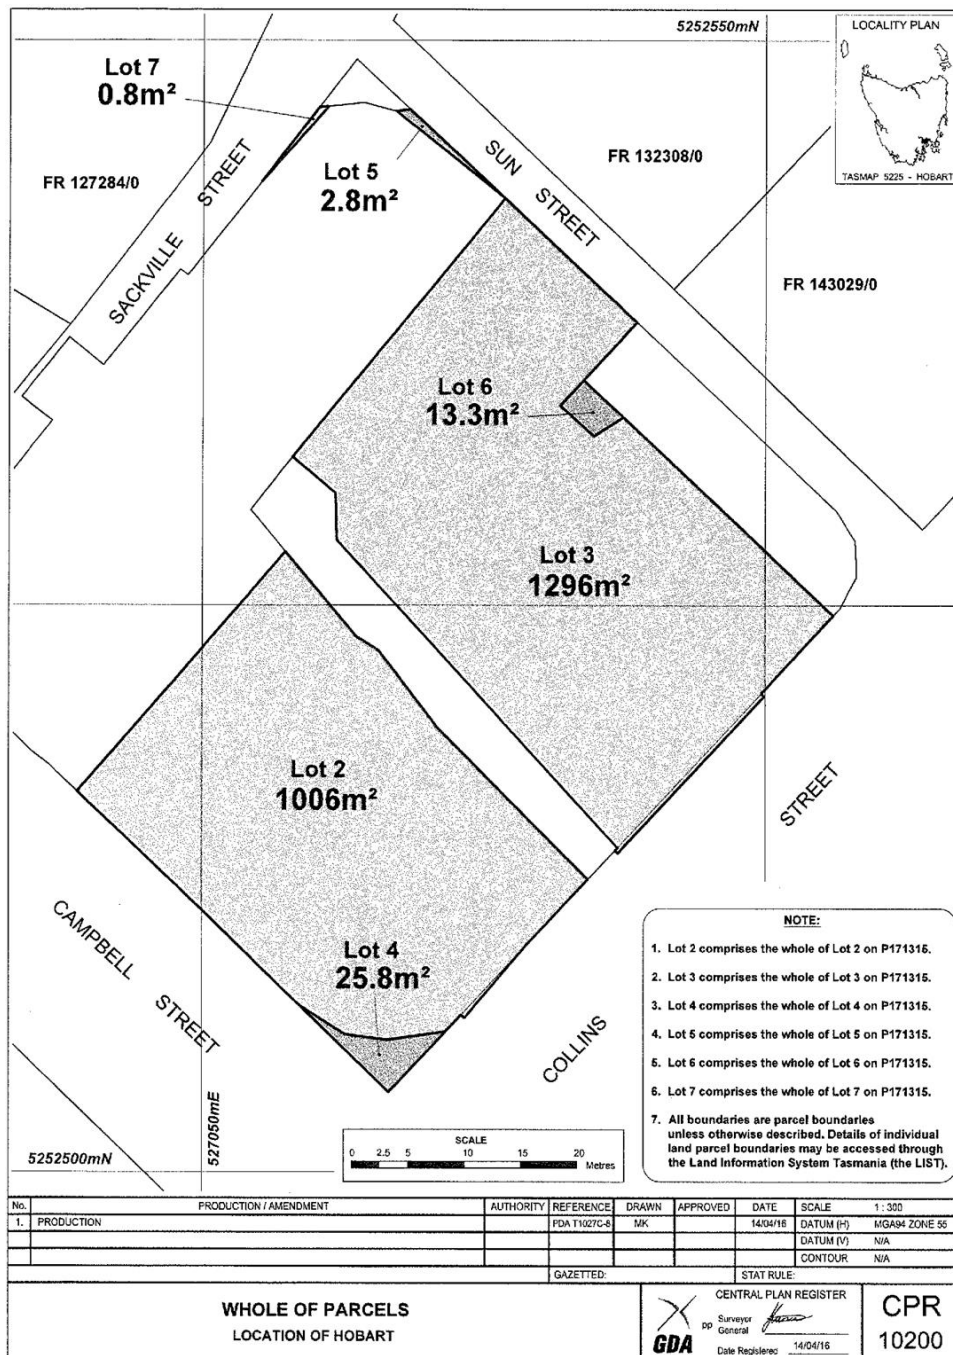 5252550mN
LOCALITY PLAN
TASMAP 5225 - HOBART
Lot 7
0.8m²
FR 127284/0
SACKVILLE STREET
Lot 5
2.8m²
SUN STREET
FR 132308/0
FR 143029/0
Lot 6
13.3m²
Lot 3
1296m²
Lot 2
1006m²
Lot 4
25.8m²
CAMPBELL STREET
COLLINS STREET
527050mE
5252500mN
SCALE
0 2.5 5 10 15 20
Metres
NOTE:
1. Lot 2 comprises the whole of Lot 2 on P171315.
2. Lot 3 comprises the whole of Lot 3 on P171315.
3. Lot 4 comprises the whole of Lot 4 on P171315.
4. Lot 5 comprises the whole of Lot 5 on P171315.
5. Lot 6 comprises the whole of Lot 6 on P171315.
6. Lot 7 comprises the whole of Lot 7 on P171315.
7. All boundaries are parcel boundaries
unless otherwise described. Details of individual
land parcel boundaries may be accessed through
the Land Information System Tasmania (the LIST).
No. PRODUCTION / AMENDMENT AUTHORITY REFERENCE DRAWN APPROVED DATE SCALE 1 : 300
1. PRODUCTION PDA T1027C-5 MK 14/04/16 DATUM (H) MGA94 ZONE 55
DATUM (V) N/A
CONTOUR N/A
GAZETTED: STAT RULE:
WHOLE OF PARCELS
LOCATION OF HOBART
GDA
CENTRAL PLAN REGISTER
pp Surveyor
General
Date Registered 14/04/16
CPR
10200